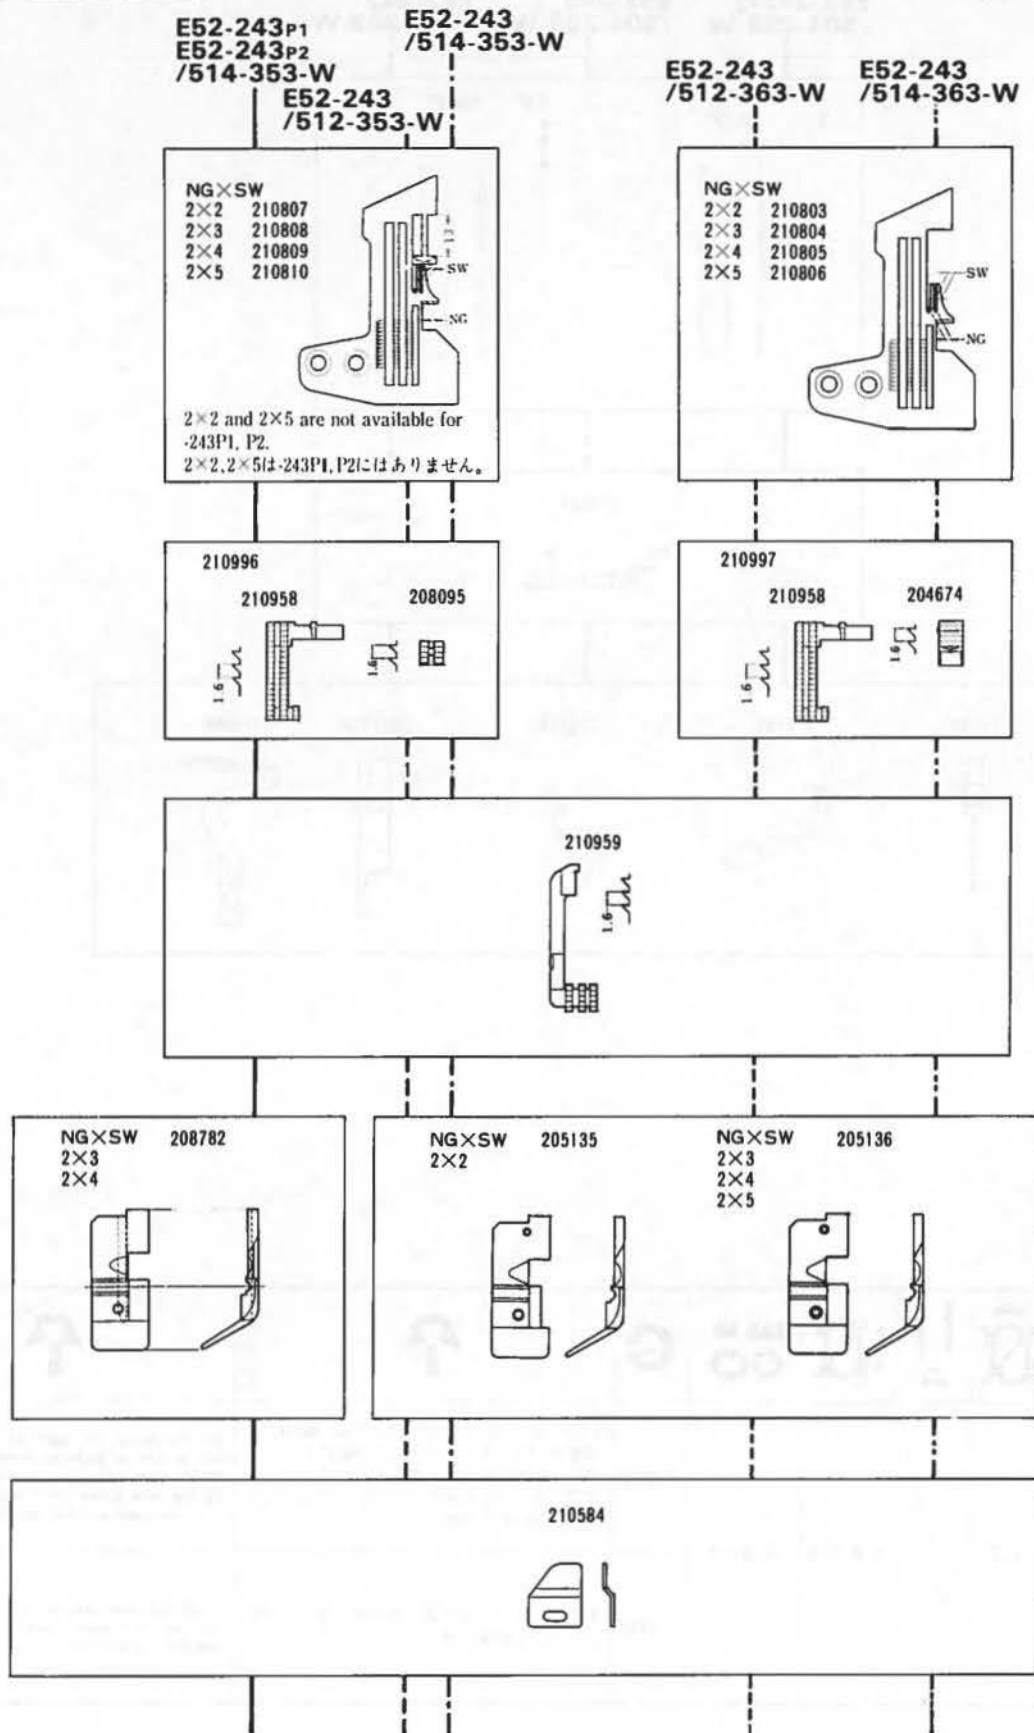 E52-243P1
E52-243P2
/514-353-W
E52-243
/514-353-W
E52-243
/512-353-W
E52-243
/512-363-W
E52-243
/514-363-W
NG×SW
2×2 210807
2×3 210808
2×4 210809
2×5 210810
SW
NG
2×2 and 2×5 are not available for
-243P1, P2.
2×2,2×5は-243P1,P2にはありません。
NG×SW
2×2 210803
2×3 210804
2×4 210805
2×5 210806
SW
NG
210996
210958
208095
1.6
1.6
210997
210958
204674
1.6
1.6
210959
1.6
NG×SW 208782
2×3
2×4
NG×SW 205135
2×2
NG×SW 205136
2×3
2×4
2×5
210584